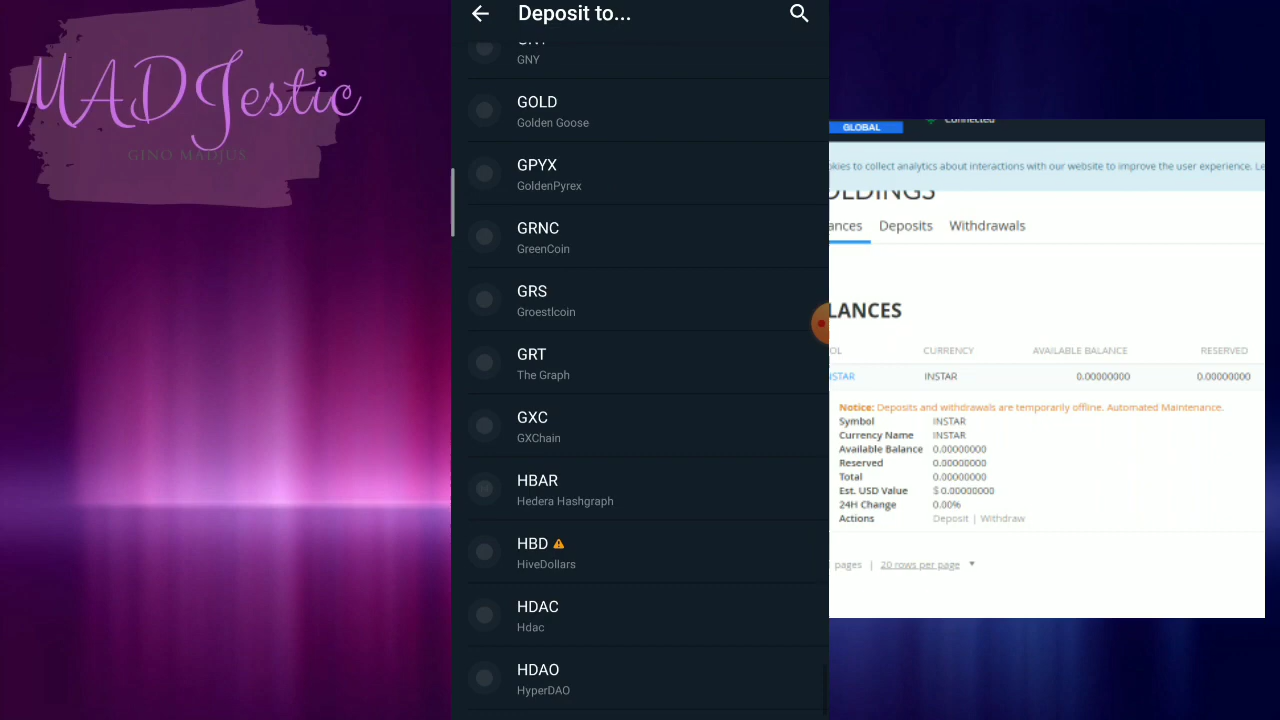 MADJestic
GINO MADJUS
Deposit to...
GNY
GOLD
Golden Goose
GPYX
GoldenPyrex
GRNC
GreenCoin
GRS
Groestlcoin
GRT
The Graph
GXC
GXChain
HBAR
Hedera Hashgraph
HBD
HiveDollars
HDAC
Hdac
HDAO
HyperDAO
GLOBAL
Connected
kies to collect analytics about interactions with our website to improve the user experience. Le
OLDINGS
ances Deposits Withdrawals
LANCES
OL CURRENCY AVAILABLE BALANCE RESERVED
NSTAR INSTAR 0.00000000 0.00000000
Notice: Deposits and withdrawals are temporarily offline. Automated Maintenance.
Symbol INSTAR
Currency Name INSTAR
Available Balance 0.00000000
Reserved 0.00000000
Total 0.00000000
Est. USD Value $ 0.00000000
24H Change 0.00%
Actions Deposit | Withdraw
pages | 20 rows per page